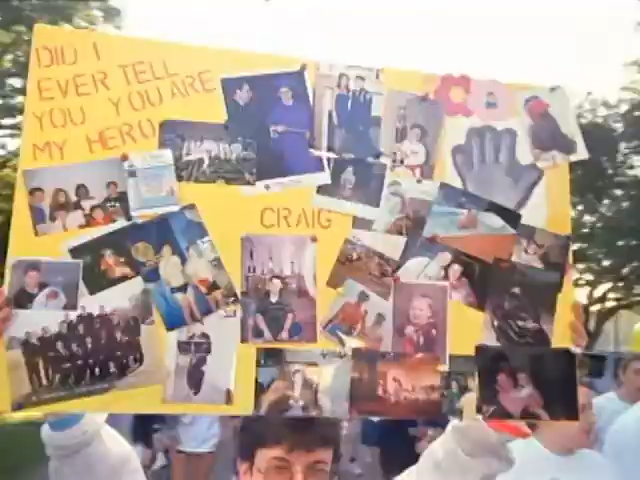 DID I
EVER TELL
YOU YOU ARE
MY HERO
CRAIG